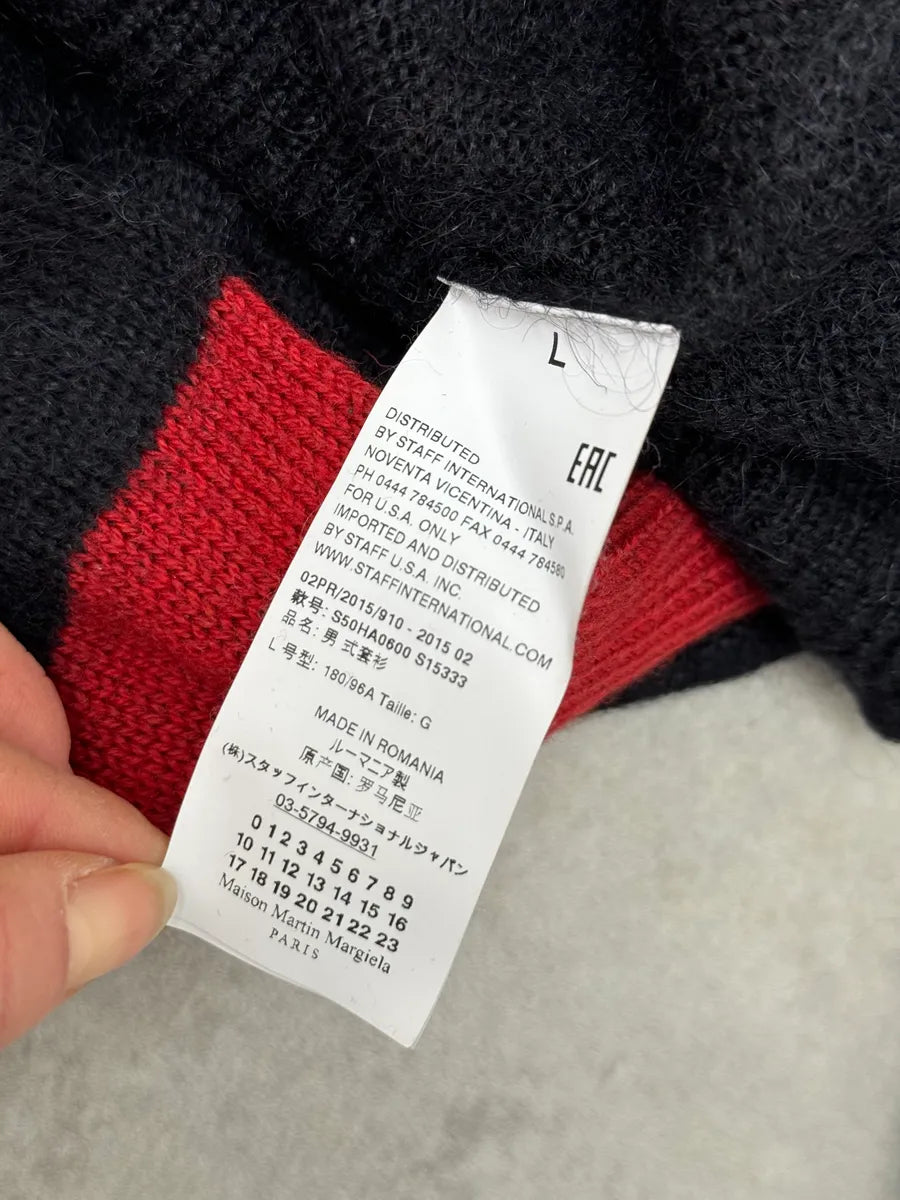 L
EAC
DISTRIBUTED
BY STAFF INTERNATIONAL S.P.A.
NOVENTA VICENTINA - ITALY
PH 0444 784500 FAX 0444 784580
FOR U.S.A. ONLY
IMPORTED AND DISTRIBUTED
BY STAFF U.S.A. INC.
WWW.STAFFINTERNATIONAL.COM
02PR/2015/910 - 2015 02
款号: S50HA0600 S15333
品名: 男 式套衫
L 号型: 180/96A Taille: G
MADE IN ROMANIA
ルーマニア製
原产国: 罗马尼亚
(株)スタッフインターナショナルジャパン
03-5794-9931
0 1 2 3 4 5 6 7 8 9
10 11 12 13 14 15 16
17 18 19 20 21 22 23
Maison Martin Margiela
PARIS